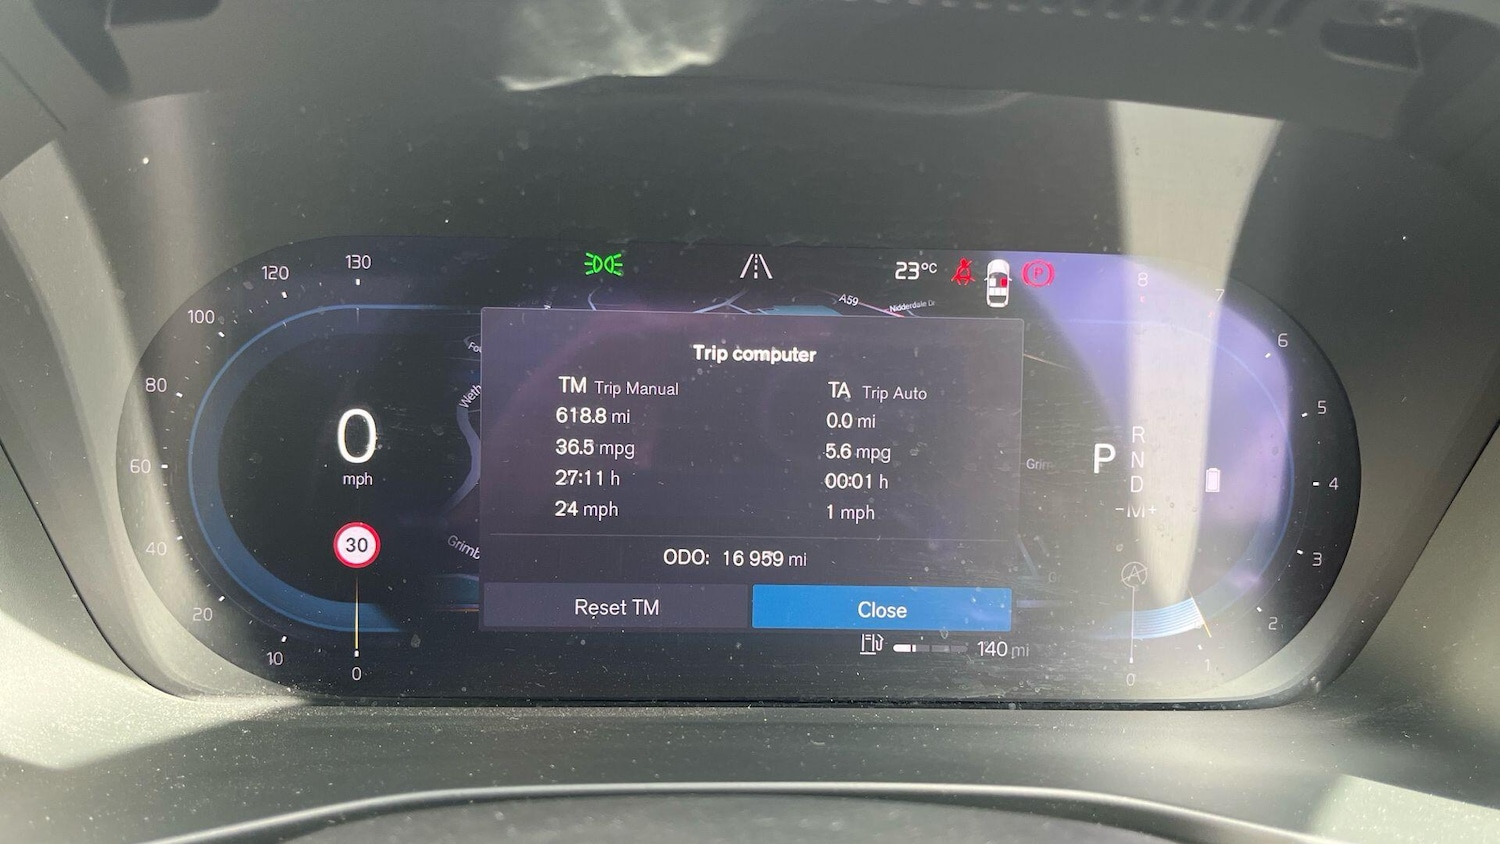 120
130
100
80
60
40
20
10
0
0
mph
30
23°C
P
A59
Nidderdale
Trip computer
TM Trip Manual
618.8 mi
36.5 mpg
27:11 h
24 mph
TA Trip Auto
0.0 mi
5.6 mpg
00:01 h
1 mph
ODO: 16 959 mi
Reset TM
Close
140 mi
P
R
N
D
-M+
A
8
7
6
5
4
3
2
1
0